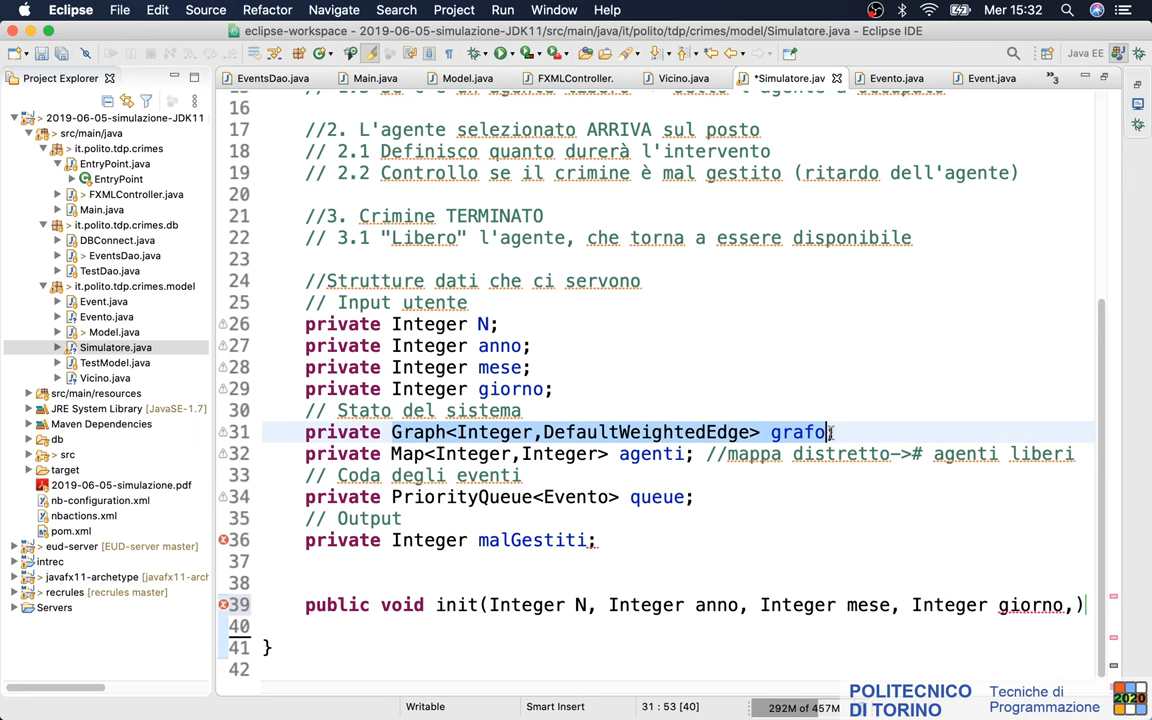 Eclipse File Edit Source Refactor Navigate Search Project Run Window Help Mer 15:32
eclipse-workspace - 2019-06-05-simulazione-JDK11/src/main/java/it/polito/tdp/crimes/model/Simulatore.java - Eclipse IDE
Java EE
Project Explorer
EventsDao.java Main.java Model.java FXMLController. Vicino.java *Simulatore.jav Evento.java Event.java »3
2019-06-05-simulazione-JDK11
src/main/java
it.polito.tdp.crimes
EntryPoint.java
EntryPoint
> FXMLController.java
Main.java
it.polito.tdp.crimes.db
DBConnect.java
> EventsDao.java
TestDao.java
it.polito.tdp.crimes.model
Event.java
Evento.java
> Model.java
Simulatore.java
TestModel.java
Vicino.java
src/main/resources
JRE System Library [JavaSE-1.7]
Maven Dependencies
db
> src
target
2019-06-05-simulazione.pdf
nb-configuration.xml
nbactions.xml
pom.xml
> eud-server [EUD-server master]
intrec
> javafx11-archetype [javafx11-arch
> recrules [recrules master]
Servers
16
17 //2. L'agente selezionato ARRIVA sul posto
18 // 2.1 Definisco quanto durerà l'intervento
19 // 2.2 Controllo se il crimine è mal gestito (ritardo dell'agente)
20
21 //3. Crimine TERMINATO
22 // 3.1 "Libero" l'agente, che torna a essere disponibile
23
24 //Strutture dati che ci servono
25 // Input utente
26 private Integer N;
27 private Integer anno;
28 private Integer mese;
29 private Integer giorno;
30 // Stato del sistema
31 private Graph<Integer,DefaultWeightedEdge> grafo;
32 private Map<Integer,Integer> agenti; //mappa distretto-># agenti liberi
33 // Coda degli eventi
34 private PriorityQueue<Evento> queue;
35 // Output
36 private Integer malGestiti;
37
38
39 public void init(Integer N, Integer anno, Integer mese, Integer giorno,)
40
41 }
42
Writable Smart Insert 31 : 53 [40] 292M of 457M
POLITECNICO DI TORINO
Tecniche di Programmazione
2020